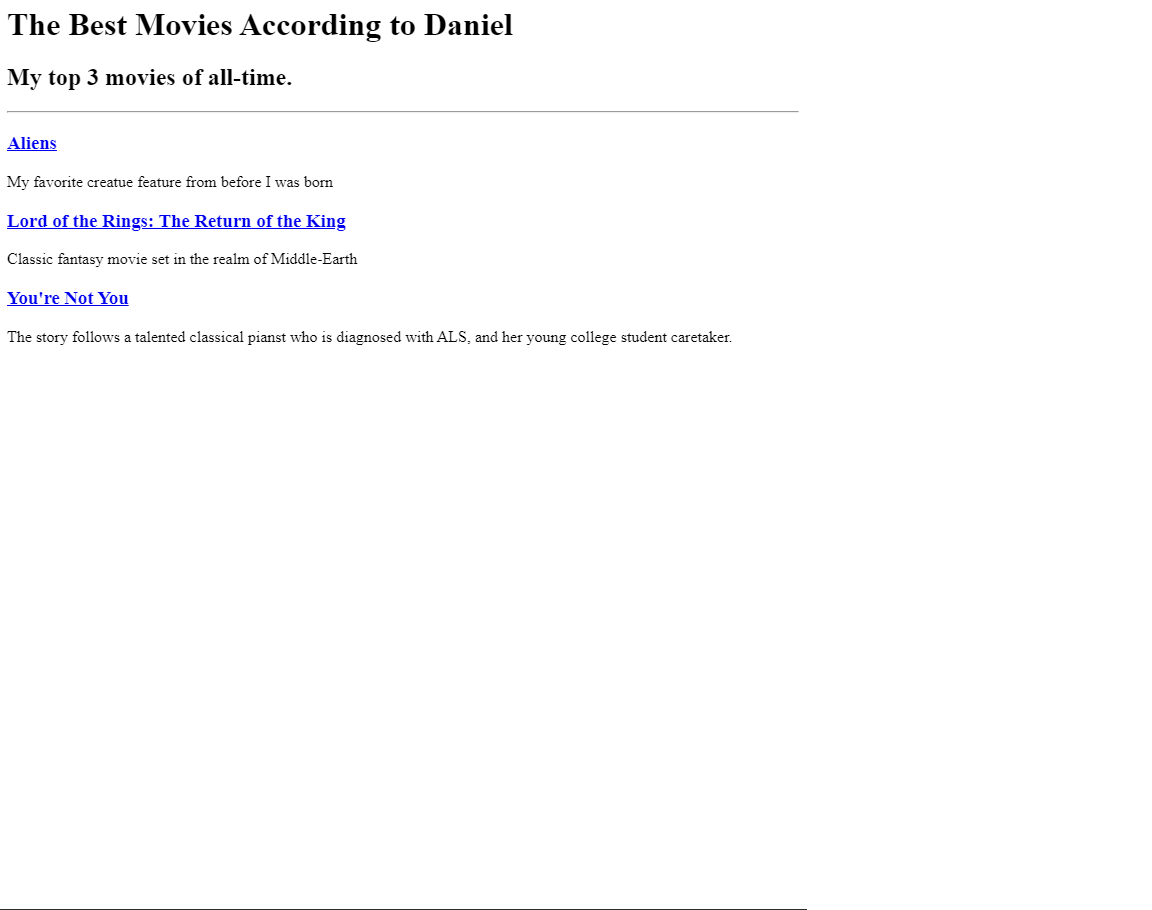 The Best Movies According to Daniel
My top 3 movies of all-time.
Aliens
My favorite creatue feature from before I was born
Lord of the Rings: The Return of the King
Classic fantasy movie set in the realm of Middle-Earth
You're Not You
The story follows a talented classical pianst who is diagnosed with ALS, and her young college student caretaker.